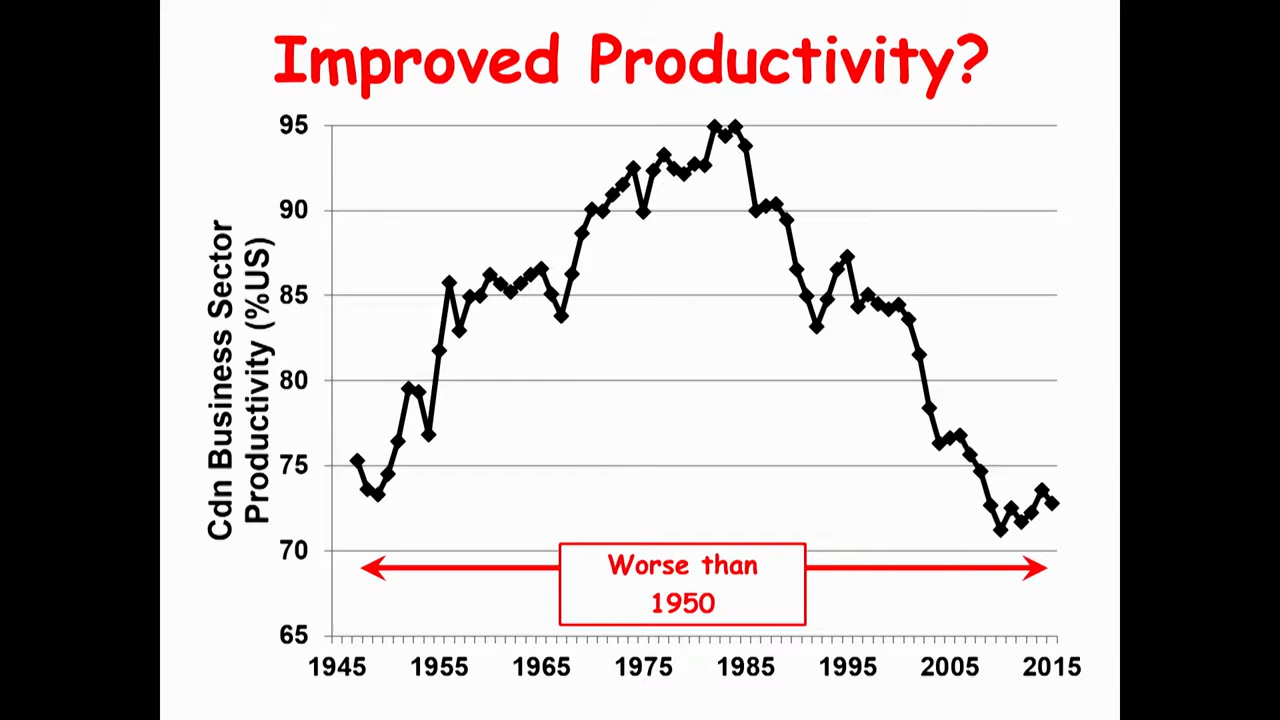 Improved Productivity?
Cdn Business Sector
Productivity (%US)
95
90
85
80
75
70
65
Worse than
1950
1945 1955 1965 1975 1985 1995 2005 2015